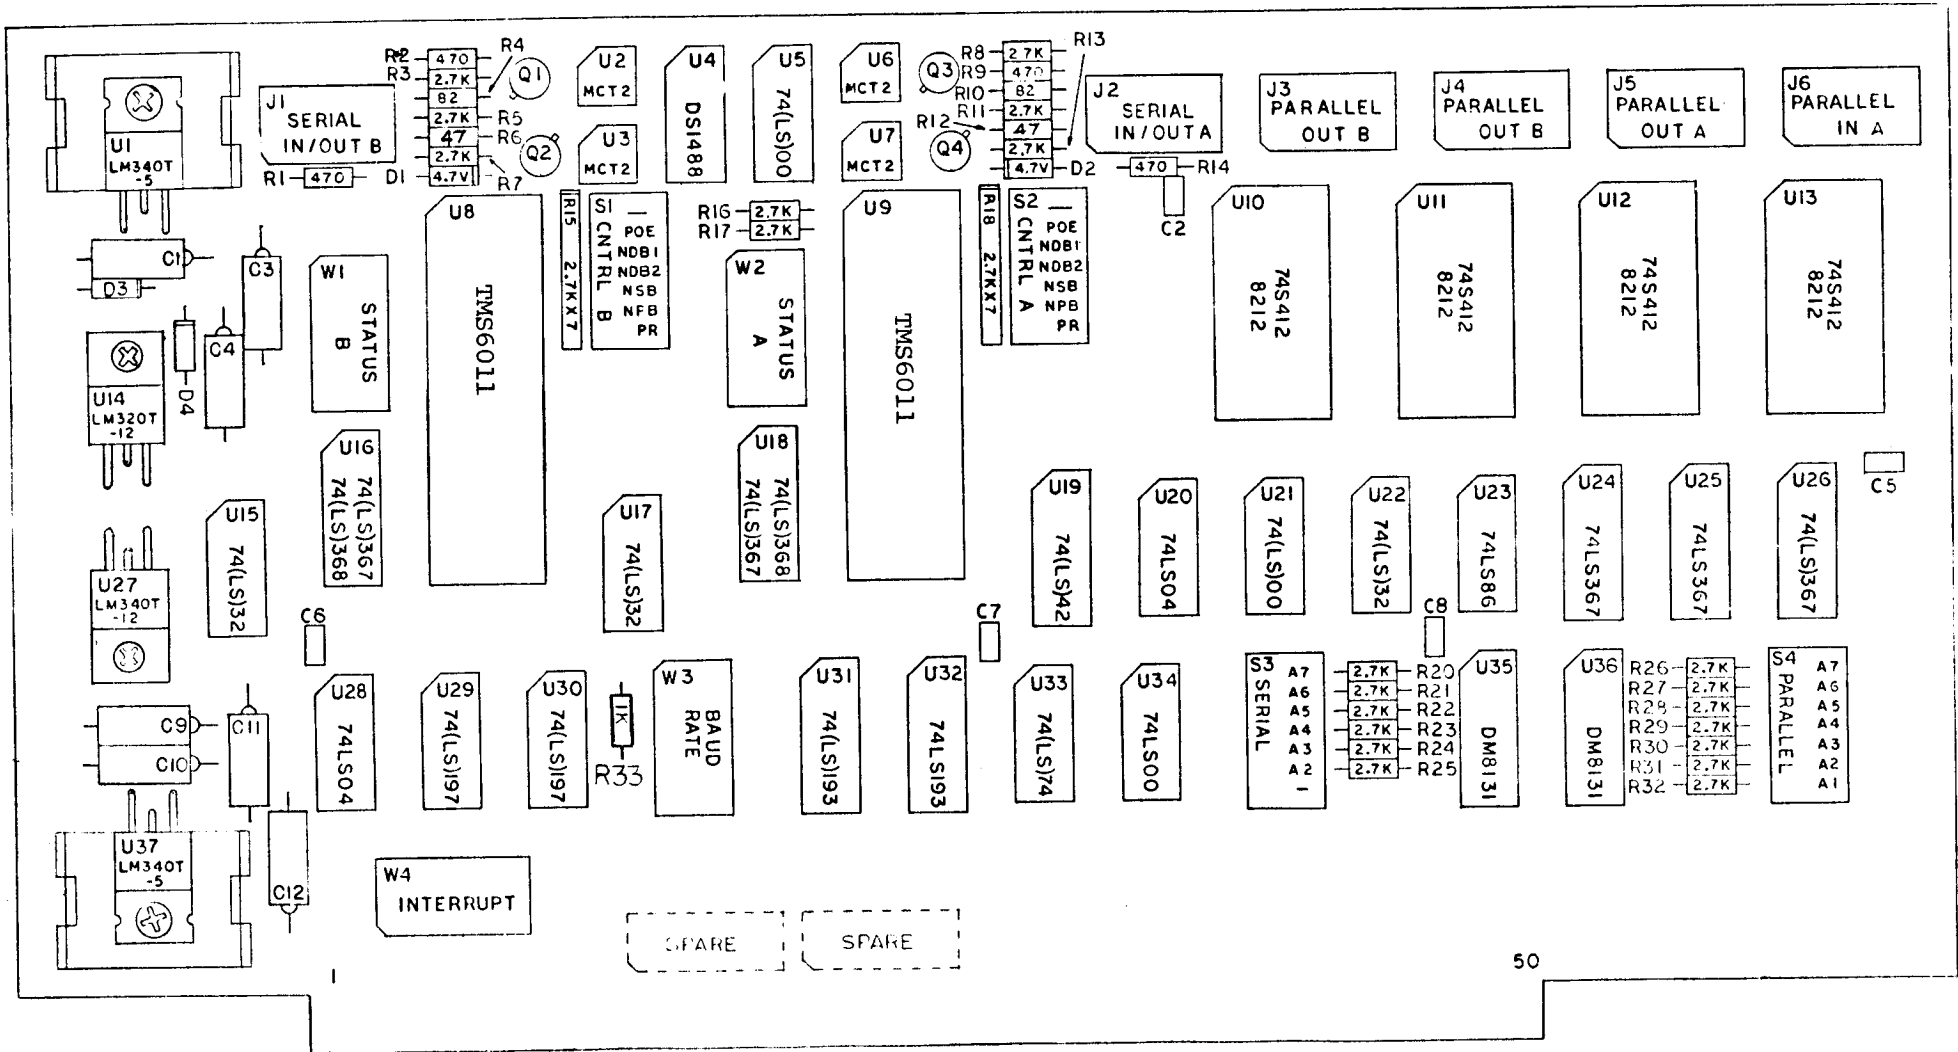 U1
LM340T
-5
J1
SERIAL
IN/OUT B
R1
470
R2
470
R3
2.7K
R4
82
2.7K
R5
47
R6
2.7K
R7
D1
4.7V
Q1
Q2
U2
MCT2
U3
MCT2
U4
DS1488
U5
74(LS)00
U6
MCT2
U7
MCT2
Q3
Q4
R8
2.7K
R9
470
R10
82
R11
2.7K
R12
47
R13
2.7K
4.7V
D2
J2
SERIAL
IN/OUT A
470
R14
C2
J3
PARALLEL
OUT B
J4
PARALLEL
OUT B
J5
PARALLEL
OUT A
J6
PARALLEL
IN A
C1
D3
C3
C4
D4
W1
STATUS
B
U8
TMS6011
R15
2.7KX7
S1
CNTRL B
—
POE
NDB1
NDB2
NSB
NFB
PR
R16
2.7K
R17
2.7K
W2
STATUS
A
U9
TMS6011
R18
2.7KX7
S2
CNTRL A
—
POE
NDB1
NDB2
NSB
NPB
PR
U10
74S412
8212
U11
74S412
8212
U12
74S412
8212
U13
74S412
8212
U14
LM320T
-12
U15
74(LS)32
U16
74(LS)367
74(LS)368
U17
74(LS)32
U18
74(LS)368
74(LS)367
U19
74(LS)42
U20
74LS04
U21
74(LS)00
U22
74(LS)32
U23
74LS86
U24
74LS367
U25
74LS367
U26
74(LS)367
C5
U27
LM340T
-12
C6
C7
C8
C9
C10
C11
C12
U28
74LS04
U29
74(LS)197
U30
74(LS)197
1K
R33
W3
BAUD
RATE
U31
74(LS)193
U32
74LS193
U33
74(LS)74
U34
74LS00
S3
SERIAL
A7
A6
A5
A4
A3
A2
1
2.7K
R20
2.7K
R21
2.7K
R22
2.7K
R23
2.7K
R24
2.7K
R25
U35
DM8131
U36
DM8131
R26
2.7K
R27
2.7K
R28
2.7K
R29
2.7K
R30
2.7K
R31
2.7K
R32
2.7K
S4
PARALLEL
A7
A6
A5
A4
A3
A2
A1
U37
LM340T
-5
W4
INTERRUPT
SPARE
SPARE
1
50